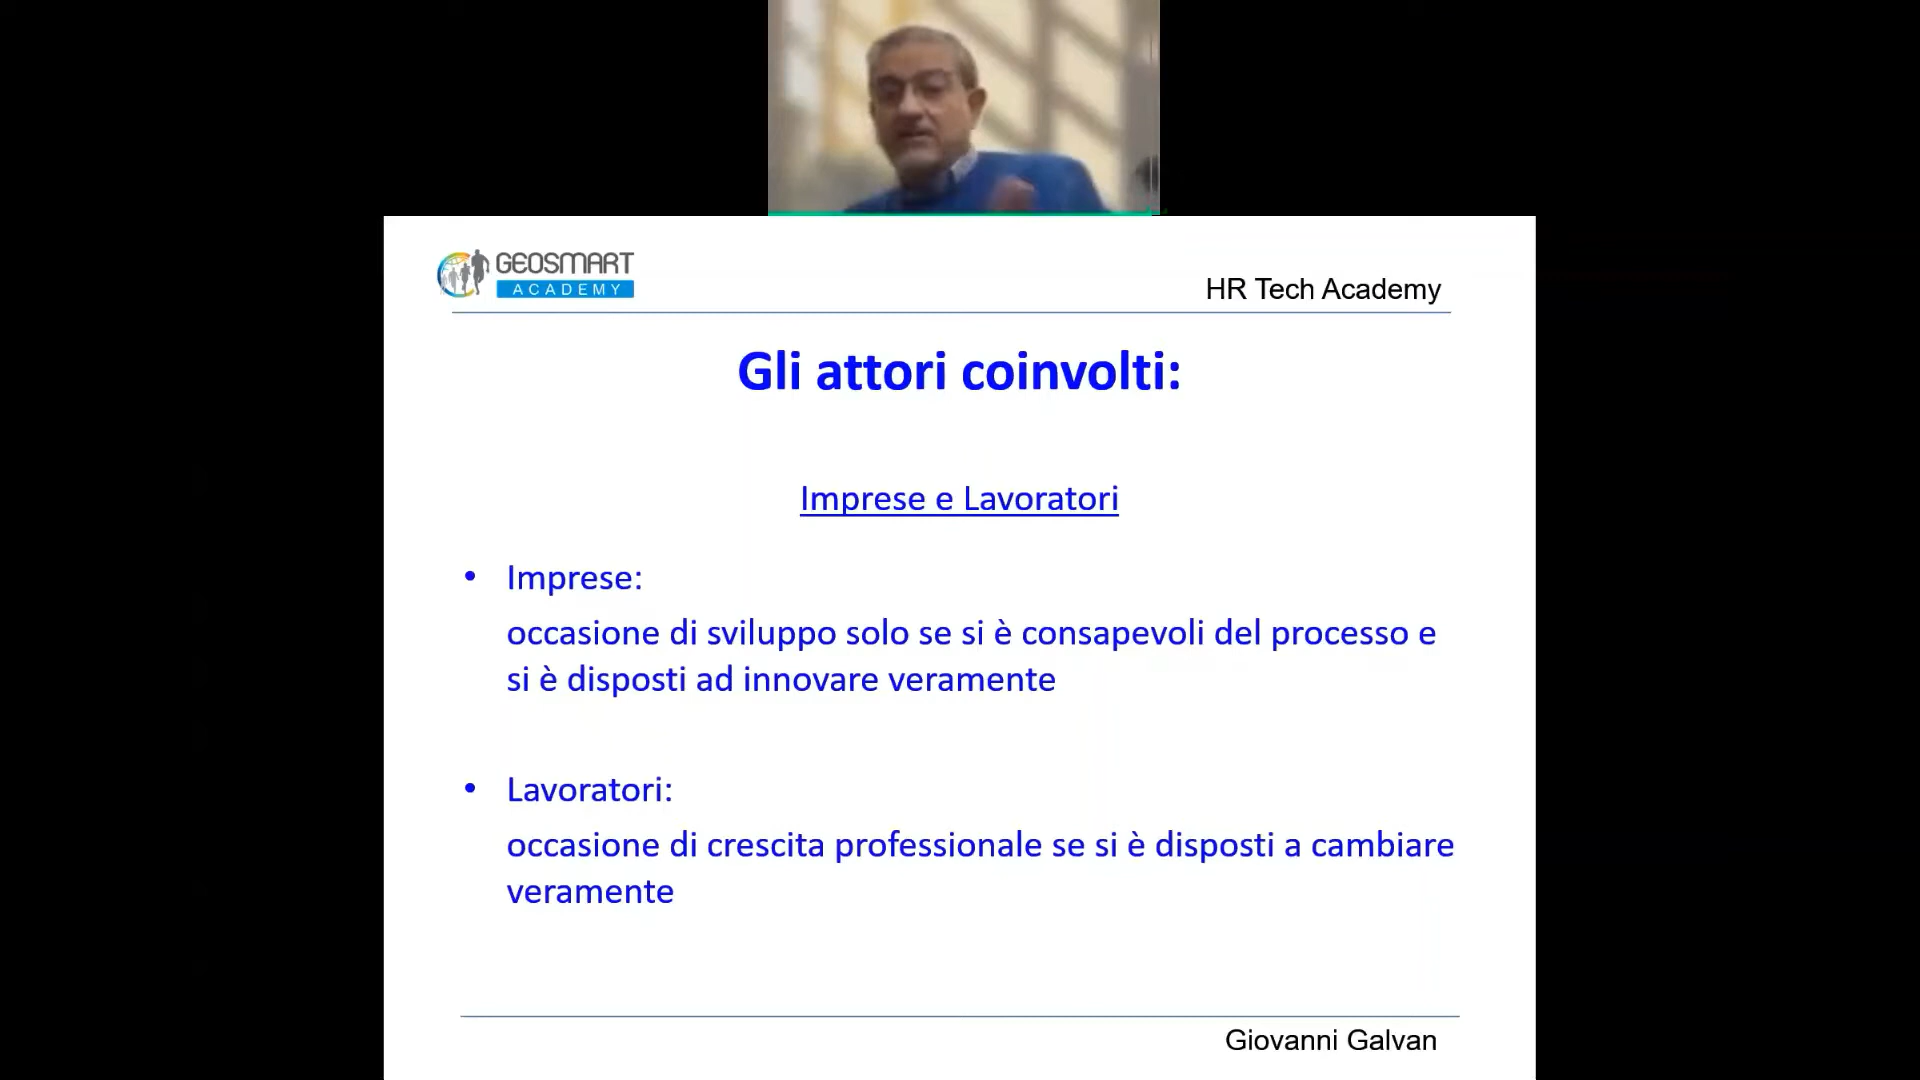 GEOSMART
ACADEMY
HR Tech Academy
Gli attori coinvolti:
Imprese e Lavoratori
• Imprese:
occasione di sviluppo solo se si è consapevoli del processo e
si è disposti ad innovare veramente
• Lavoratori:
occasione di crescita professionale se si è disposti a cambiare
veramente
Giovanni Galvan